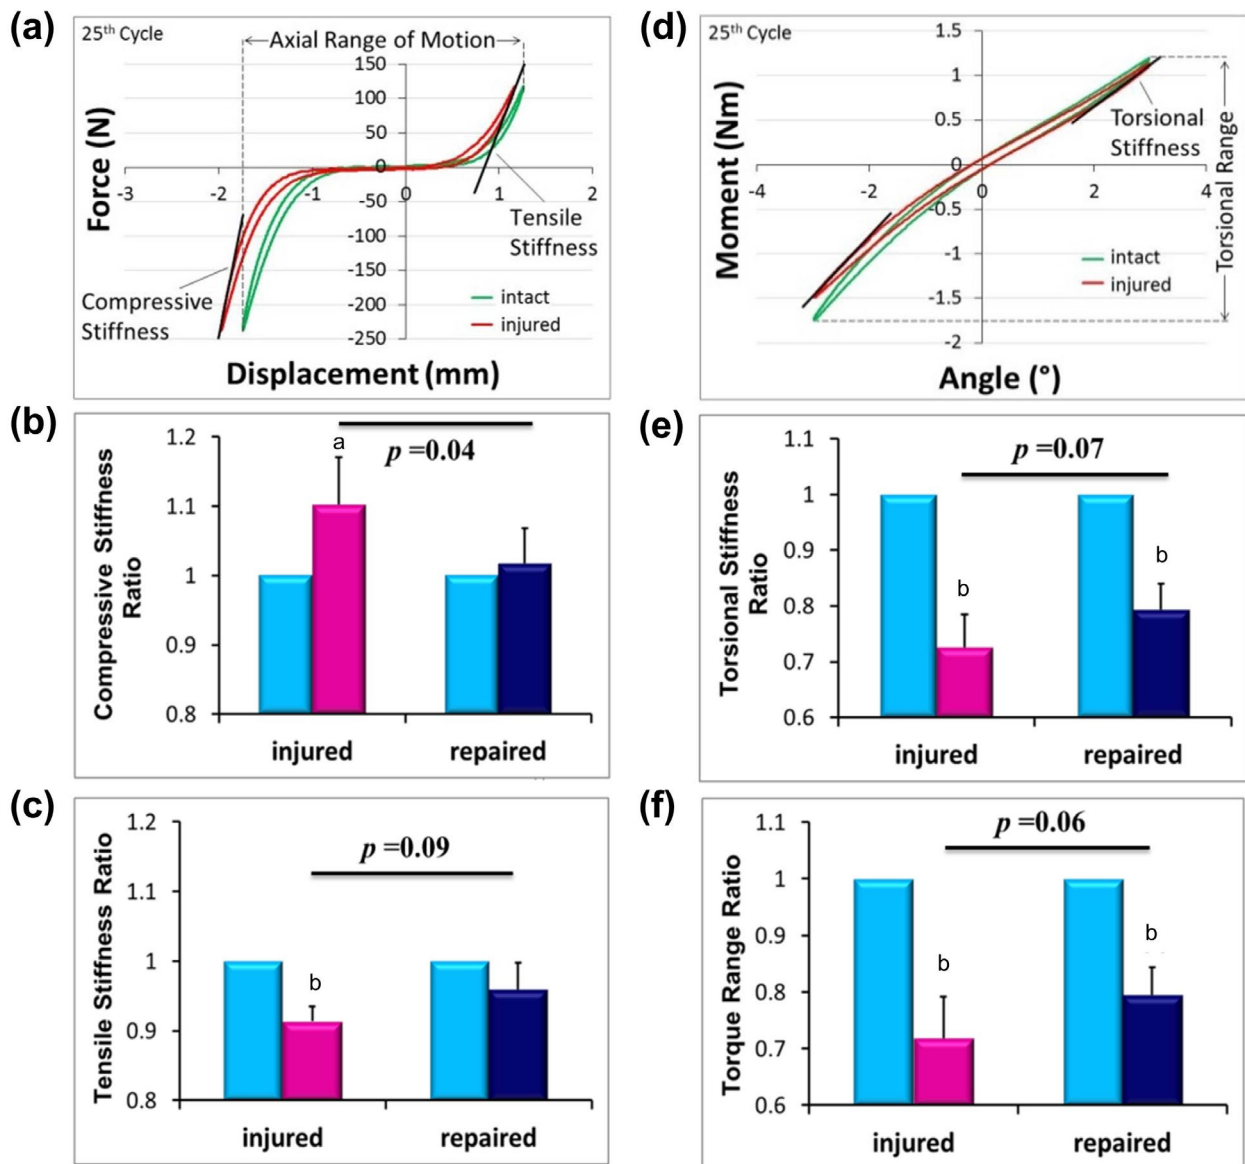 (a)
25th Cycle
Axial Range of Motion
150
100
50
0
-3
-2
-1
0
1
2
-50
-100
-150
-200
-250
Force (N)
Tensile
Stiffness
Compressive
Stiffness
intact
injured
Displacement (mm)
(d)
25th Cycle
1.5
1
0.5
0
-4
-2
0
2
4
-0.5
-1
-1.5
-2
Moment (Nm)
Torsional
Stiffness
Torsional Range
intact
injured
Angle (°)
(b)
1.2
1.1
1
0.9
0.8
Compressive Stiffness
Ratio
a
p =0.04
injured
repaired
(e)
1.1
1
0.9
0.8
0.7
0.6
Torsional Stiffness
Ratio
p =0.07
b
b
injured
repaired
(c)
1.2
1.1
1
0.9
0.8
Tensile Stiffness Ratio
p =0.09
b
injured
repaired
(f)
1.1
1
0.9
0.8
0.7
0.6
Torque Range Ratio
p =0.06
b
b
injured
repaired